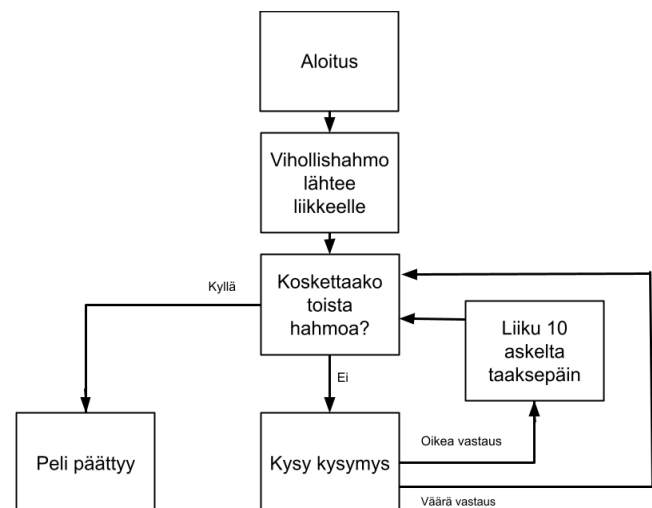 Aloitus
Vihollishahmo
lähtee
liikkeelle
Koskettaako
toista
hahmoa?
Kyllä
Liiku 10
askelta
taaksepäin
Ei
Peli päättyy
Kysy kysymys
Oikea vastaus
Väärä vastaus